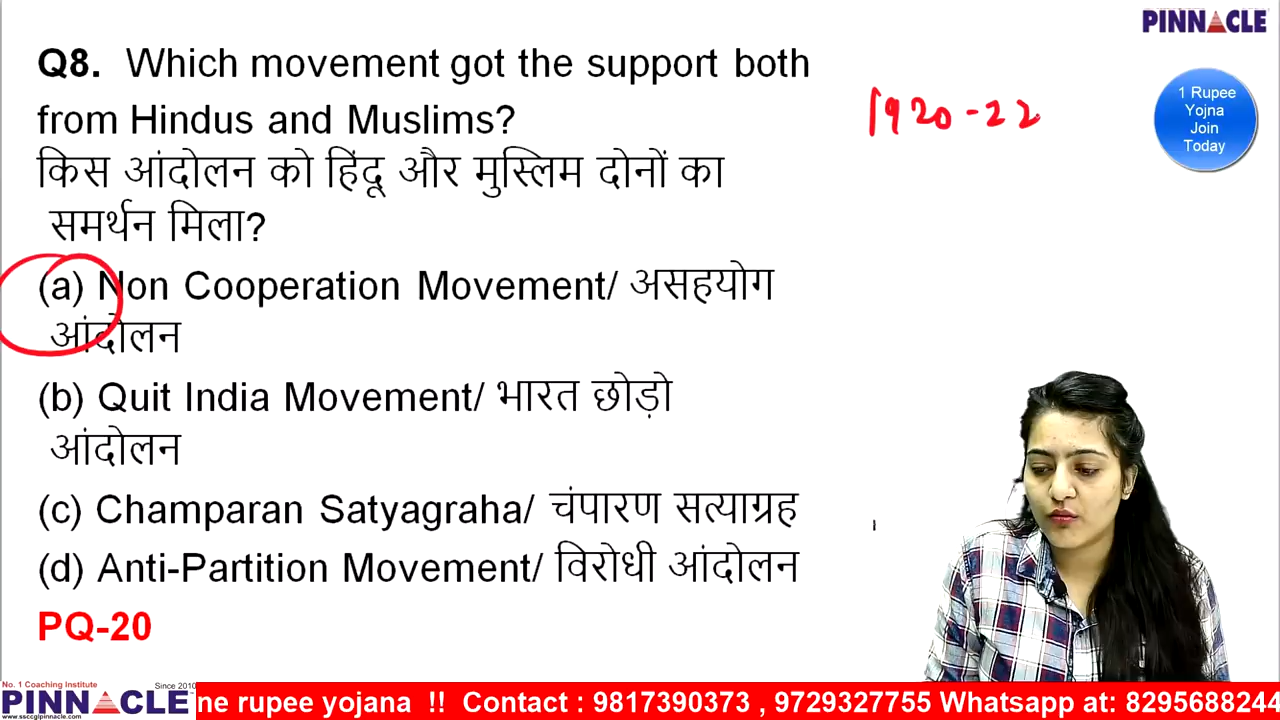 PINNACLE
Q8. Which movement got the support both
from Hindus and Muslims?
1920-22
1 Rupee
Yojna
Join
Today
किस आंदोलन को हिंदू और मुस्लिम दोनों का
समर्थन मिला?
(a) Non Cooperation Movement/ असहयोग
आंदोलन
(b) Quit India Movement/ भारत छोड़ो
आंदोलन
(c) Champaran Satyagraha/ चंपारण सत्याग्रह
(d) Anti-Partition Movement/ विरोधी आंदोलन
PQ-20
No. 1 Coaching Institute
Since 2010
PINNACLE
www.ssccglpinnacle.com
ne rupee yojana !! Contact : 9817390373 , 9729327755 Whatsapp at: 8295688244